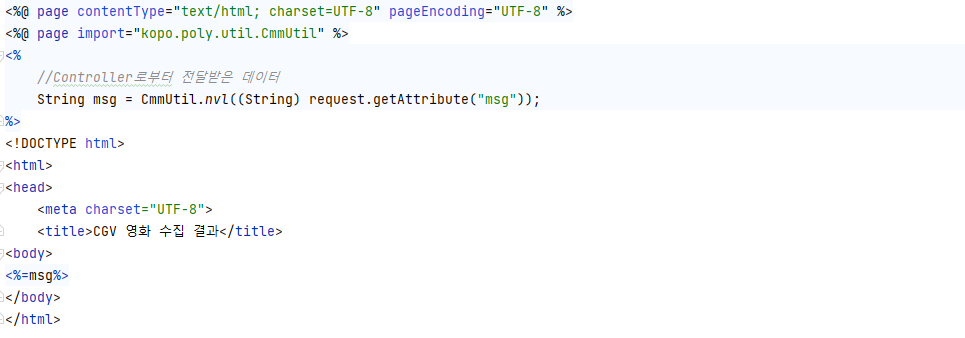 <%@ page contentType="text/html; charset=UTF-8" pageEncoding="UTF-8" %>
<%@ page import="kopo.poly.util.CmmUtil" %>
<%
    //Controller로부터 전달받은 데이터
    String msg = CmmUtil.nvl((String) request.getAttribute("msg"));
%>
<!DOCTYPE html>
<html>
<head>
    <meta charset="UTF-8">
    <title>CGV 영화 수집 결과</title>
<body>
<%=msg%>
</body>
</html>